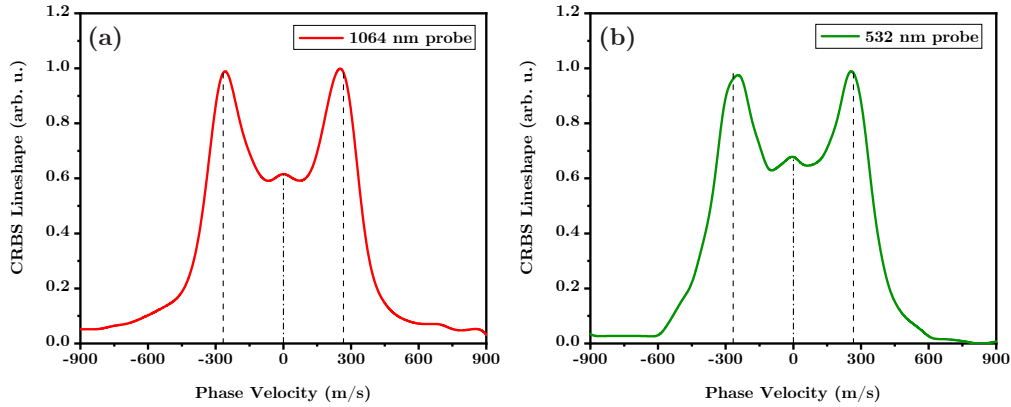 (a)
1064 nm probe
CRBS Lineshape (arb. u.)
1.2
1.0
0.8
0.6
0.4
0.2
0.0
-900 -600 -300 0 300 600 900
Phase Velocity (m/s)
(b)
532 nm probe
CRBS Lineshape (arb. u.)
1.2
1.0
0.8
0.6
0.4
0.2
0.0
-900 -600 -300 0 300 600 900
Phase Velocity (m/s)